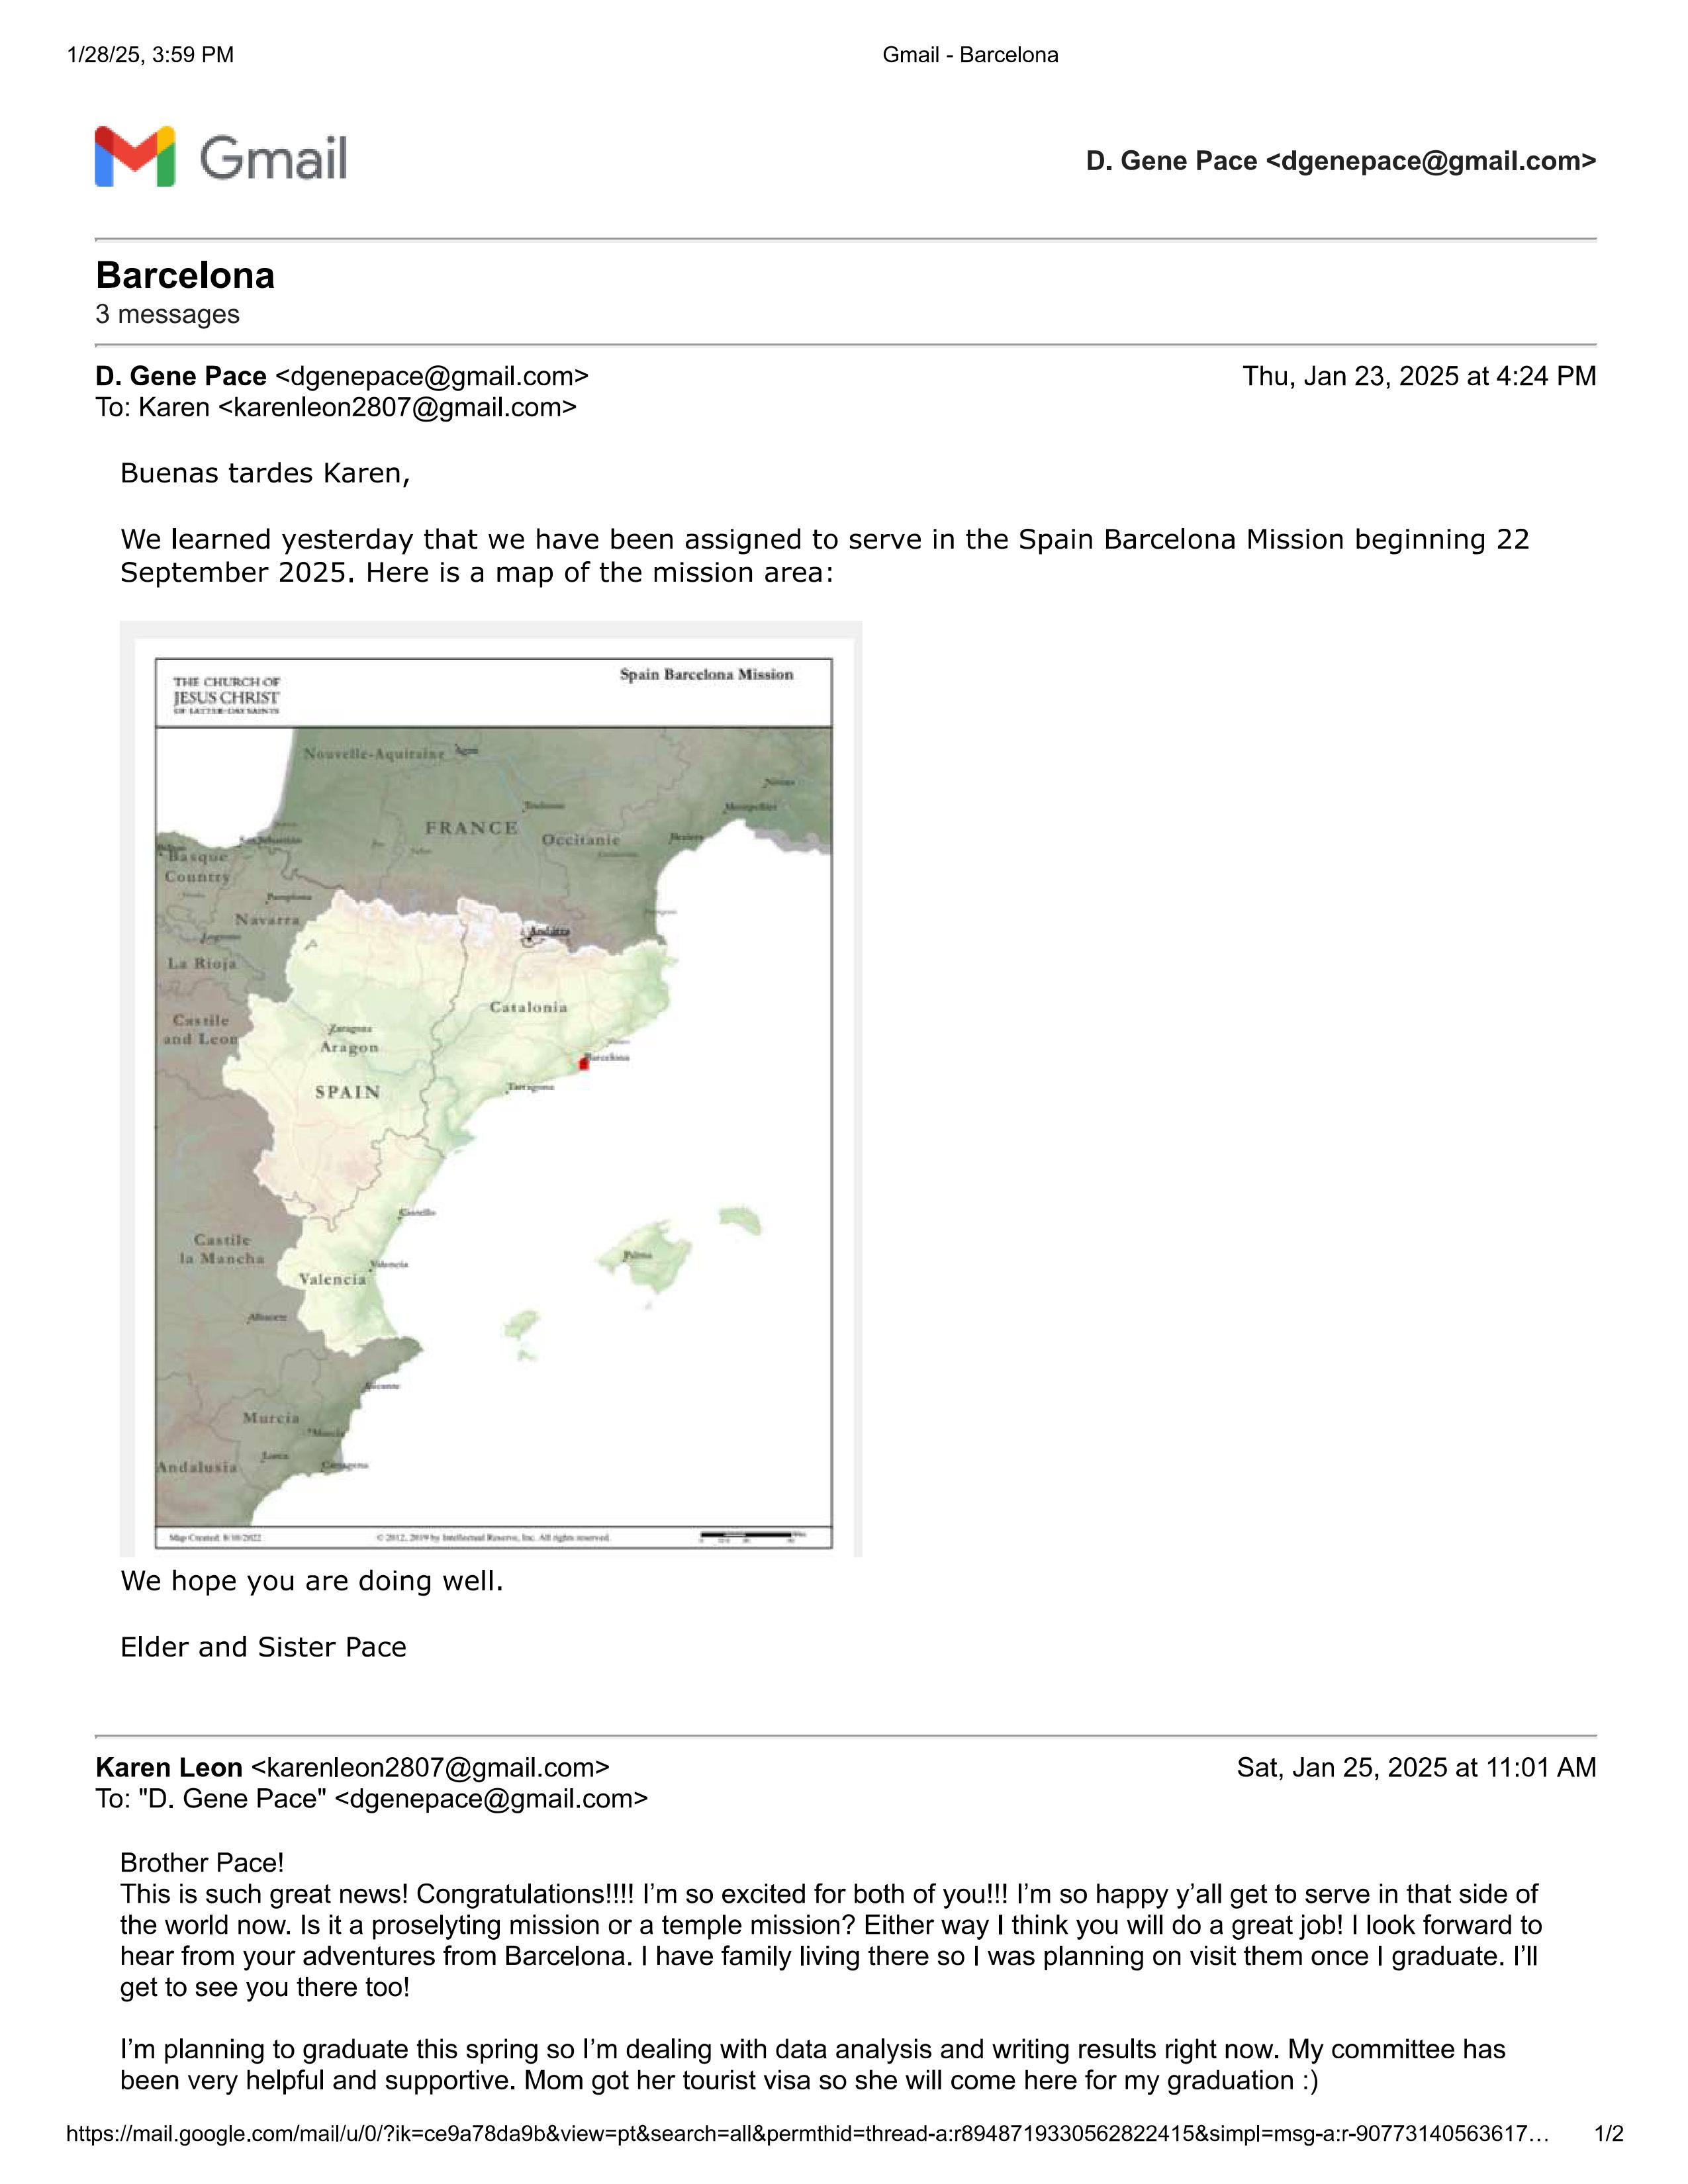 1/28/25, 3:59 PM
Gmail - Barcelona
Gmail
D. Gene Pace <dgenepace@gmail.com>
Barcelona
3 messages
D. Gene Pace <dgenepace@gmail.com>
Thu, Jan 23, 2025 at 4:24 PM
To: Karen <karenleon2807@gmail.com>
Buenas tardes Karen,
We learned yesterday that we have been assigned to serve in the Spain Barcelona Mission beginning 22
September 2025. Here is a map of the mission area:
Spain Barcelona Mission
THE CHURCH OF
JESUS CHRIST
OF LATTER-DAY SAINTS
Nouvelle-Aquitaine
Agen
Nimes
Toulouse
Montpellier
FRANCE
Occitanie
Beziers
San Sebastian
Bilbao
Basque
Country
Pamplona
Navarra
Logrono
Andorra
La Rioja
Catalonia
Castile
and Leon
Zaragoza
Aragon
Barcelona
Tarragona
SPAIN
Castello
Castile
la Mancha
Palma
Valencia
Valencia
Albacete
Alicante
Murcia
Murcia
Lorca
Cartagena
Andalusia
Map Created: 8/10/2022
© 2012, 2019 by Intellectual Reserve, Inc. All rights reserved.
We hope you are doing well.
Elder and Sister Pace
Karen Leon <karenleon2807@gmail.com>
Sat, Jan 25, 2025 at 11:01 AM
To: "D. Gene Pace" <dgenepace@gmail.com>
Brother Pace!
This is such great news! Congratulations!!!! I’m so excited for both of you!!! I’m so happy y’all get to serve in that side of
the world now. Is it a proselyting mission or a temple mission? Either way I think you will do a great job! I look forward to
hear from your adventures from Barcelona. I have family living there so I was planning on visit them once I graduate. I’ll
get to see you there too!
I’m planning to graduate this spring so I’m dealing with data analysis and writing results right now. My committee has
been very helpful and supportive. Mom got her tourist visa so she will come here for my graduation :)
https://mail.google.com/mail/u/0/?ik=ce9a78da9b&view=pt&search=all&permthid=thread-a:r8948719330562822415&simpl=msg-a:r-90773140563617…
1/2